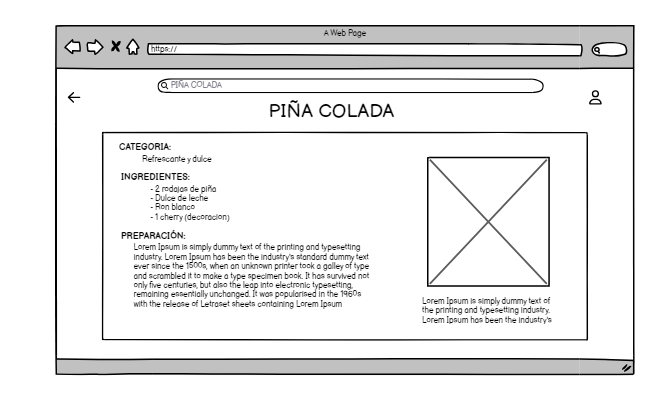 A Web Page
https://
PIÑA COLADA
PIÑA COLADA
CATEGORIA:
Refrescante y dulce
INGREDIENTES:
- 2 rodajas de piña
- Dulce de leche
- Ron blanco
- 1 cherry (decoracion)
PREPARACIÓN:
Lorem Ipsum is simply dummy text of the printing and typesetting
industry. Lorem Ipsum has been the industry's standard dummy text
ever since the 1500s, when an unknown printer took a galley of type
and scrambled it to make a type specimen book. It has survived not
only five centuries, but also the leap into electronic typesetting,
remaining essentially unchanged. It was popularised in the 1960s
with the release of Letraset sheets containing Lorem Ipsum
Lorem Ipsum is simply dummy text of
the printing and typesetting industry.
Lorem Ipsum has been the industry's